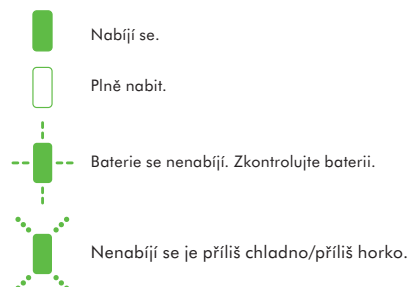 Nabíjí se.
Plně nabit.
Baterie se nenabíjí. Zkontrolujte baterii.
Nenabíjí se je příliš chladno/příliš horko.